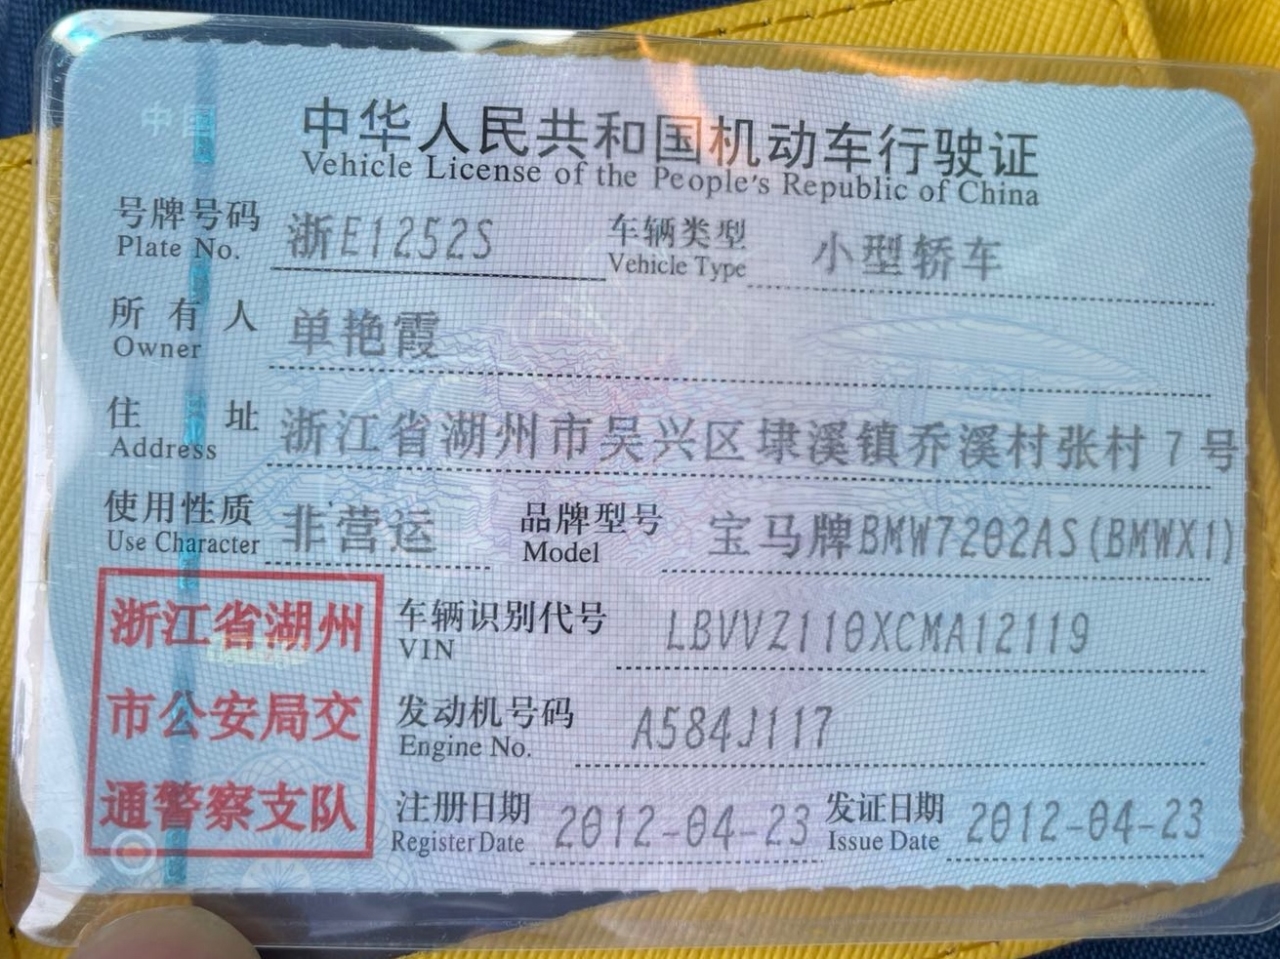 中国
中华人民共和国机动车行驶证
Vehicle License of the People's Republic of China
号牌号码 浙E1252S 车辆类型 小型轿车
Plate No. Vehicle Type
所有人 单艳霞
Owner
住址 浙江省湖州市吴兴区埭溪镇乔溪村张村7号
Address
使用性质 非营运 品牌型号 宝马牌BMW7202AS(BMWX1)
Use Character Model
浙江省湖州
市公安局交
通警察支队
车辆识别代号 LBVVZ110XCMA12119
VIN
发动机号码 A584J117
Engine No.
注册日期 2012-04-23 发证日期 2012-04-23
Register Date Issue Date